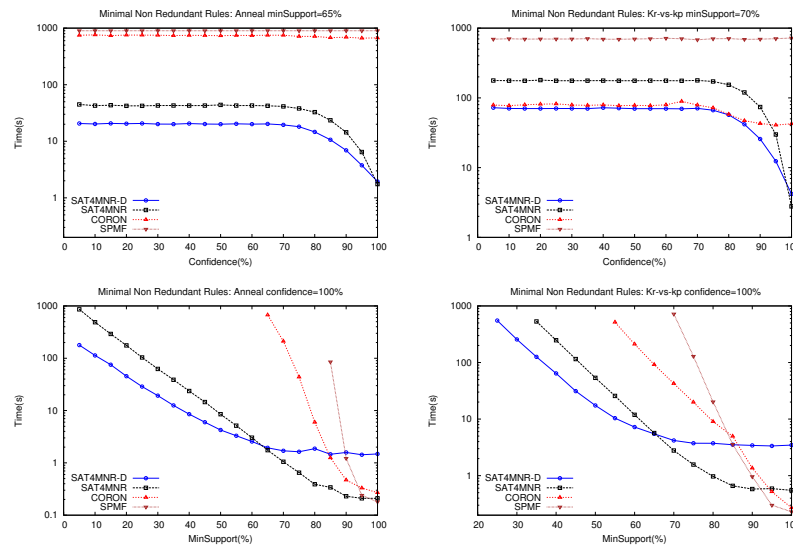 Minimal Non Redundant Rules: Anneal minSupport=65%
1000
100
10
1
Time(s)
SAT4MNR-D
SAT4MNR
CORON
SPMF
0 10 20 30 40 50 60 70 80 90 100
Confidence(%)
Minimal Non Redundant Rules: Kr-vs-kp minSupport=70%
1000
100
10
1
Time(s)
SAT4MNR-D
SAT4MNR
CORON
SPMF
0 10 20 30 40 50 60 70 80 90 100
Confidence(%)
Minimal Non Redundant Rules: Anneal confidence=100%
1000
100
10
1
0.1
Time(s)
SAT4MNR-D
SAT4MNR
CORON
SPMF
0 10 20 30 40 50 60 70 80 90 100
MinSupport(%)
Minimal Non Redundant Rules: Kr-vs-kp confidence=100%
1000
100
10
1
Time(s)
SAT4MNR-D
SAT4MNR
CORON
SPMF
20 30 40 50 60 70 80 90 100
MinSupport(%)